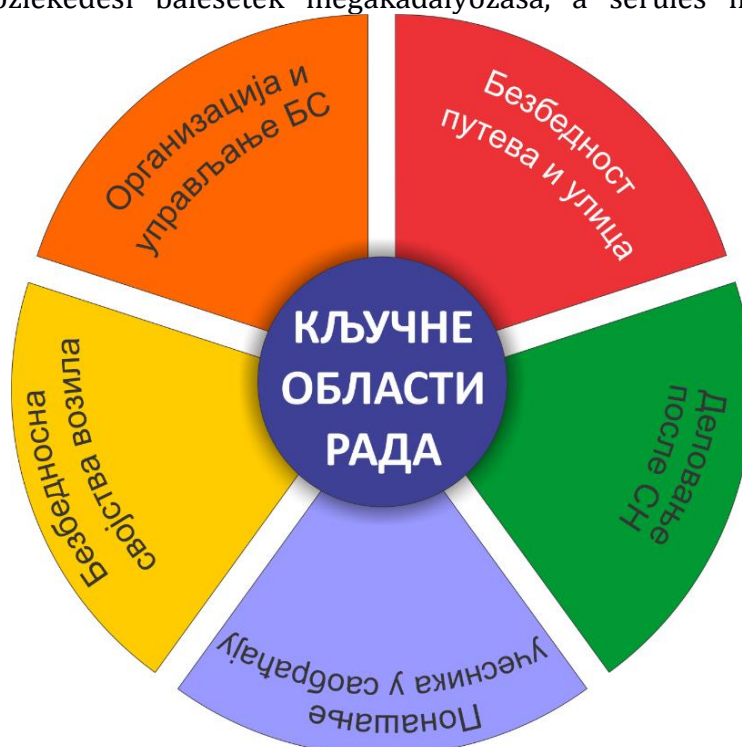 közlekedési balesetek megakadályozása, a sérülés
Организација и
управљање БС
Безбедност
путева и улица
Деловање
после СН
Понашање
учесника у саобраћају
Безбедносна
својства возила
КЉУЧНЕ
ОБЛАСТИ
РАДА